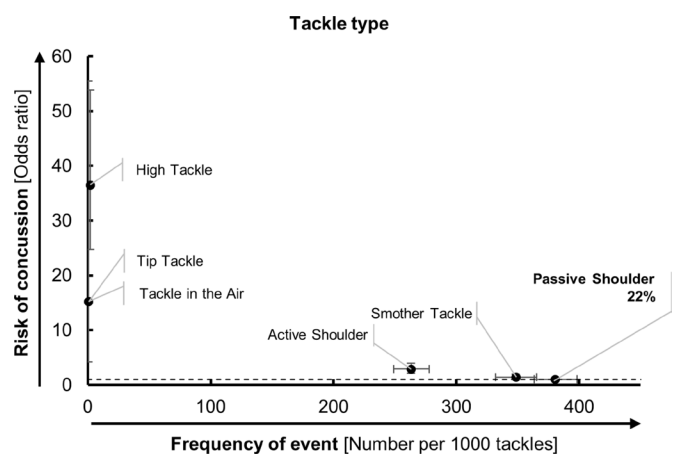 Tackle type
60
50
40
30
20
10
0
Risk of concussion [Odds ratio]
High Tackle
Tip Tackle
Tackle in the Air
Active Shoulder
Smother Tackle
Passive Shoulder
22%
0
100
200
300
400
Frequency of event [Number per 1000 tackles]